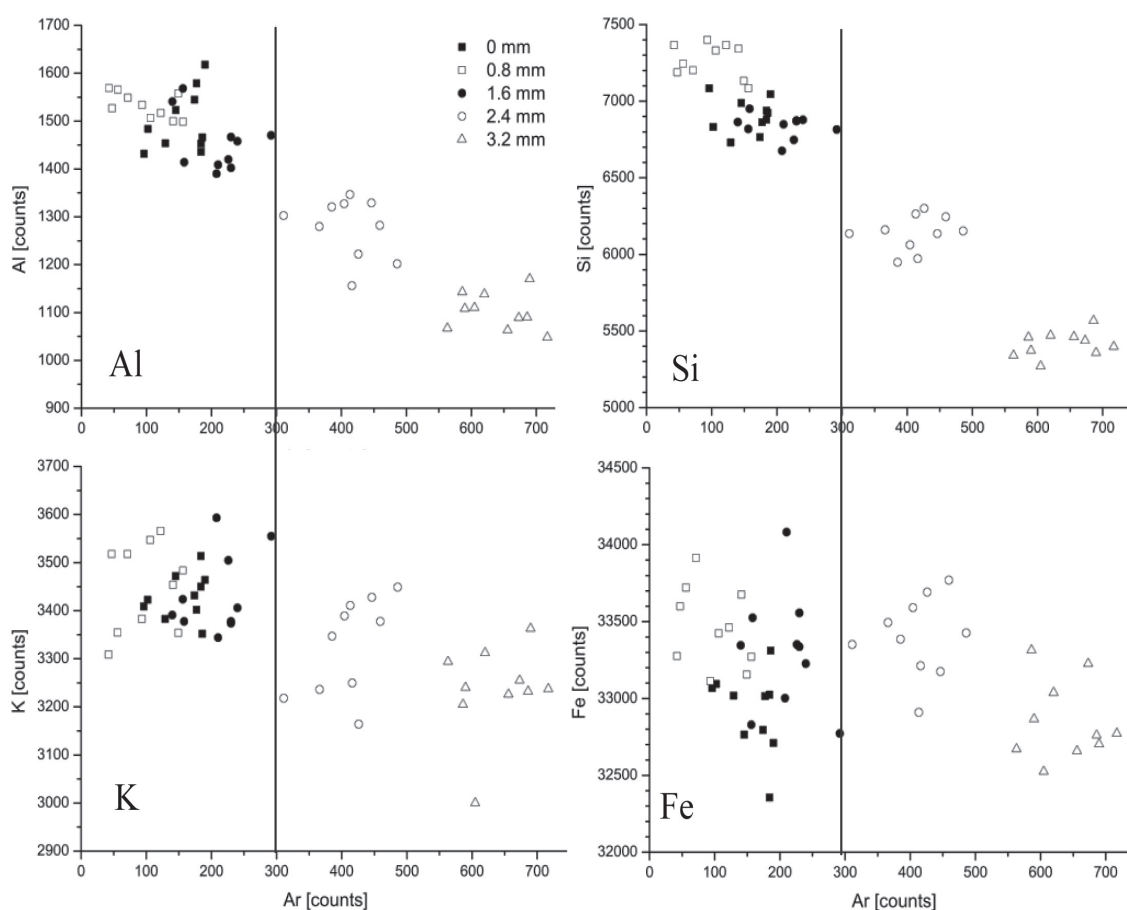 1700
1600
1500
1400
1300
1200
1100
1000
900
Al [counts]
0 mm
0.8 mm
1.6 mm
2.4 mm
3.2 mm
Al
0 100 200 300 400 500 600 700
7500
7000
6500
6000
5500
5000
Si [counts]
Si
0 100 200 300 400 500 600 700
3700
3600
3500
3400
3300
3200
3100
3000
2900
K [counts]
K
0 100 200 300 400 500 600 700
Ar [counts]
34500
34000
33500
33000
32500
32000
Fe [counts]
Fe
0 100 200 300 400 500 600 700
Ar [counts]